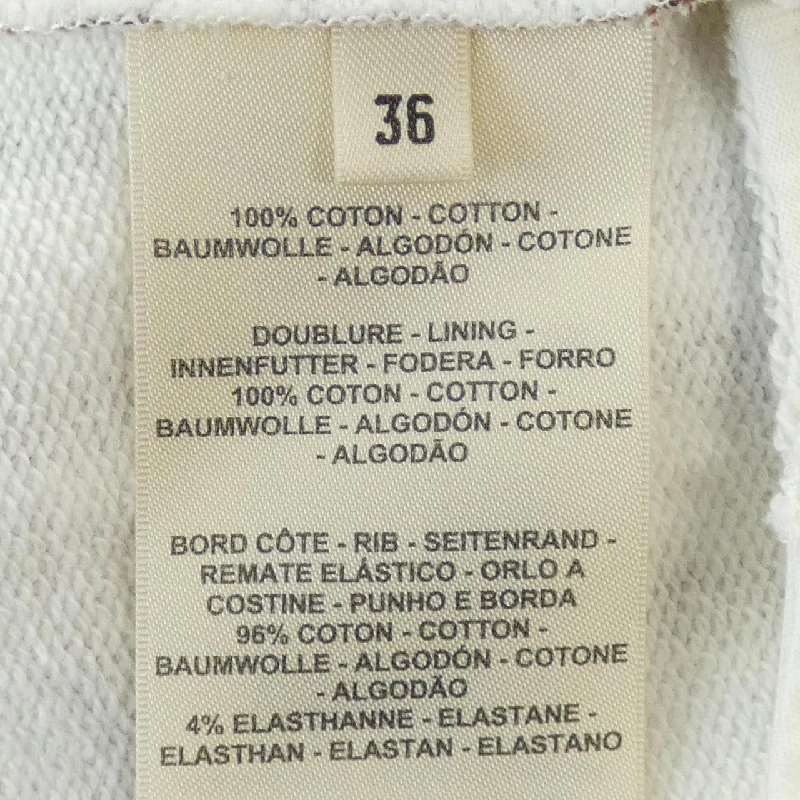 36
100% COTON - COTTON -
BAUMWOLLE - ALGODÓN - COTONE
- ALGODÃO
DOUBLURE - LINING -
INNENFUTTER - FODERA - FORRO
100% COTON - COTTON -
BAUMWOLLE - ALGODÓN - COTONE
- ALGODÃO
BORD CÔTE - RIB - SEITENRAND -
REMATE ELÁSTICO - ORLO A
COSTINE - PUNHO E BORDA
96% COTON - COTTON -
BAUMWOLLE - ALGODÓN - COTONE
- ALGODÃO
4% ELASTHANNE - ELASTANE -
ELASTHAN - ELASTAN - ELASTANO